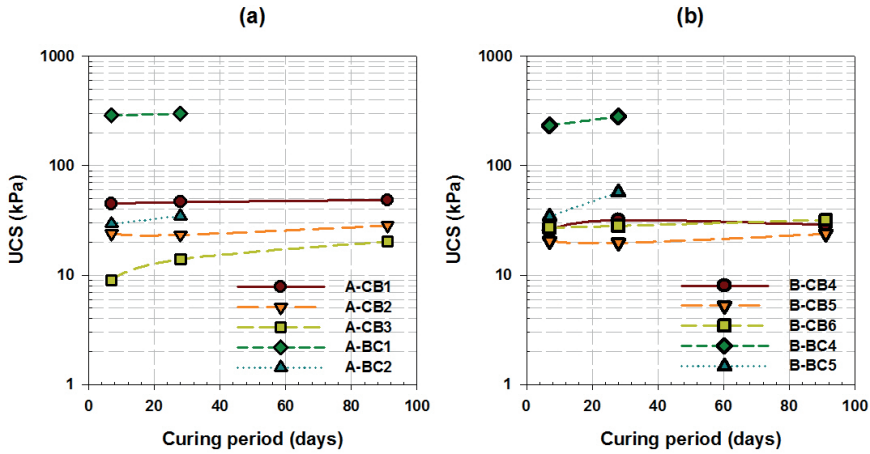 (a)
1000
100
10
1
UCS (kPa)
0 20 40 60 80 100
Curing period (days)
A-CB1
A-CB2
A-CB3
A-BC1
A-BC2
(b)
1000
100
10
1
UCS (kPa)
0 20 40 60 80 100
Curing period (days)
B-CB4
B-CB5
B-CB6
B-BC4
B-BC5